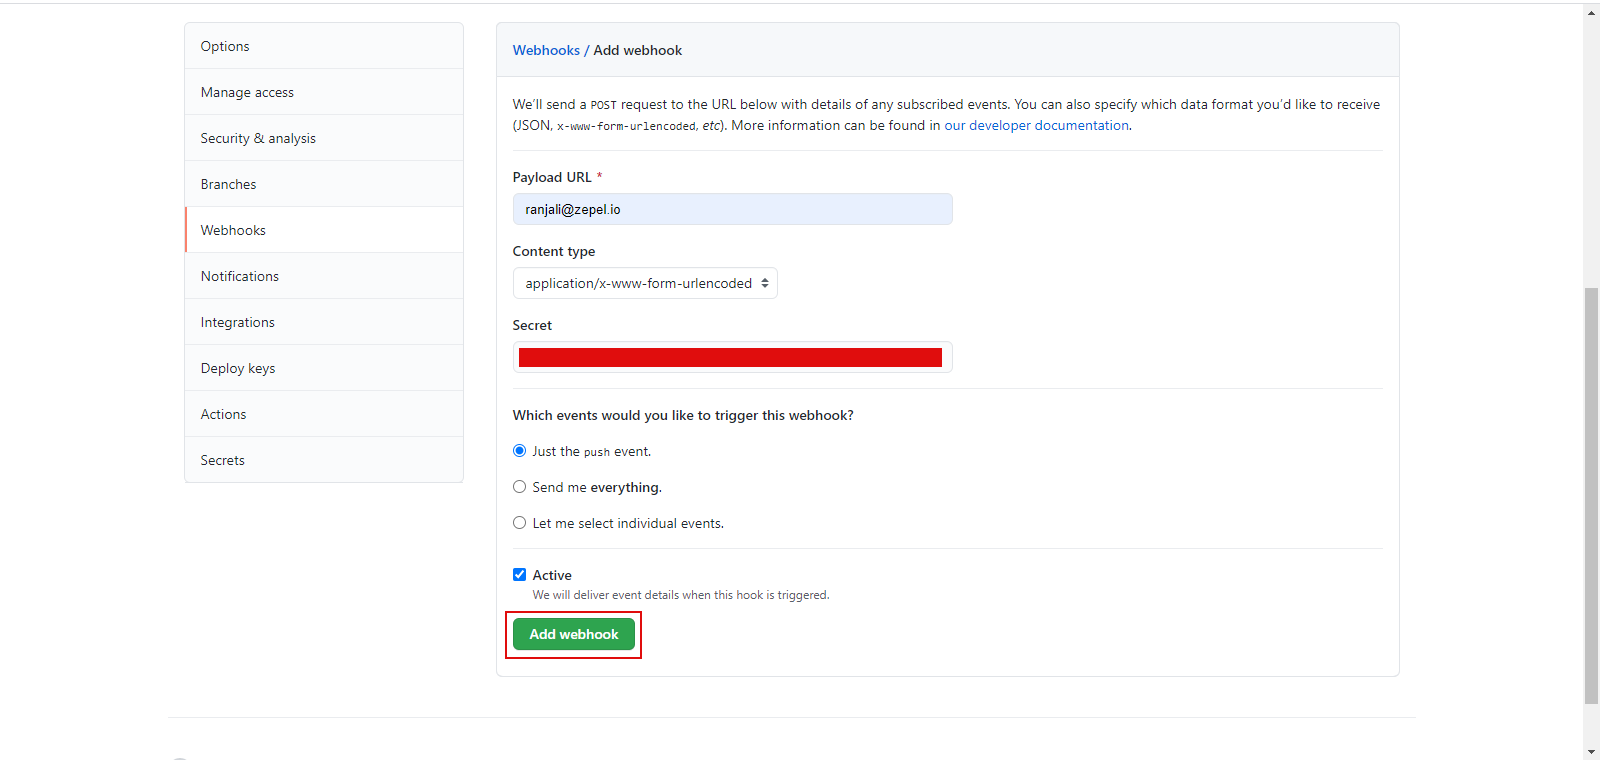 Options
Manage access
Security & analysis
Branches
Webhooks
Notifications
Integrations
Deploy keys
Actions
Secrets
Webhooks / Add webhook
We’ll send a POST request to the URL below with details of any subscribed events. You can also specify which data format you’d like to receive
(JSON, x-www-form-urlencoded, etc). More information can be found in our developer documentation.
Payload URL *
ranjali@zepel.io
Content type
application/x-www-form-urlencoded
Secret
Which events would you like to trigger this webhook?
Just the push event.
Send me everything.
Let me select individual events.
Active
We will deliver event details when this hook is triggered.
Add webhook